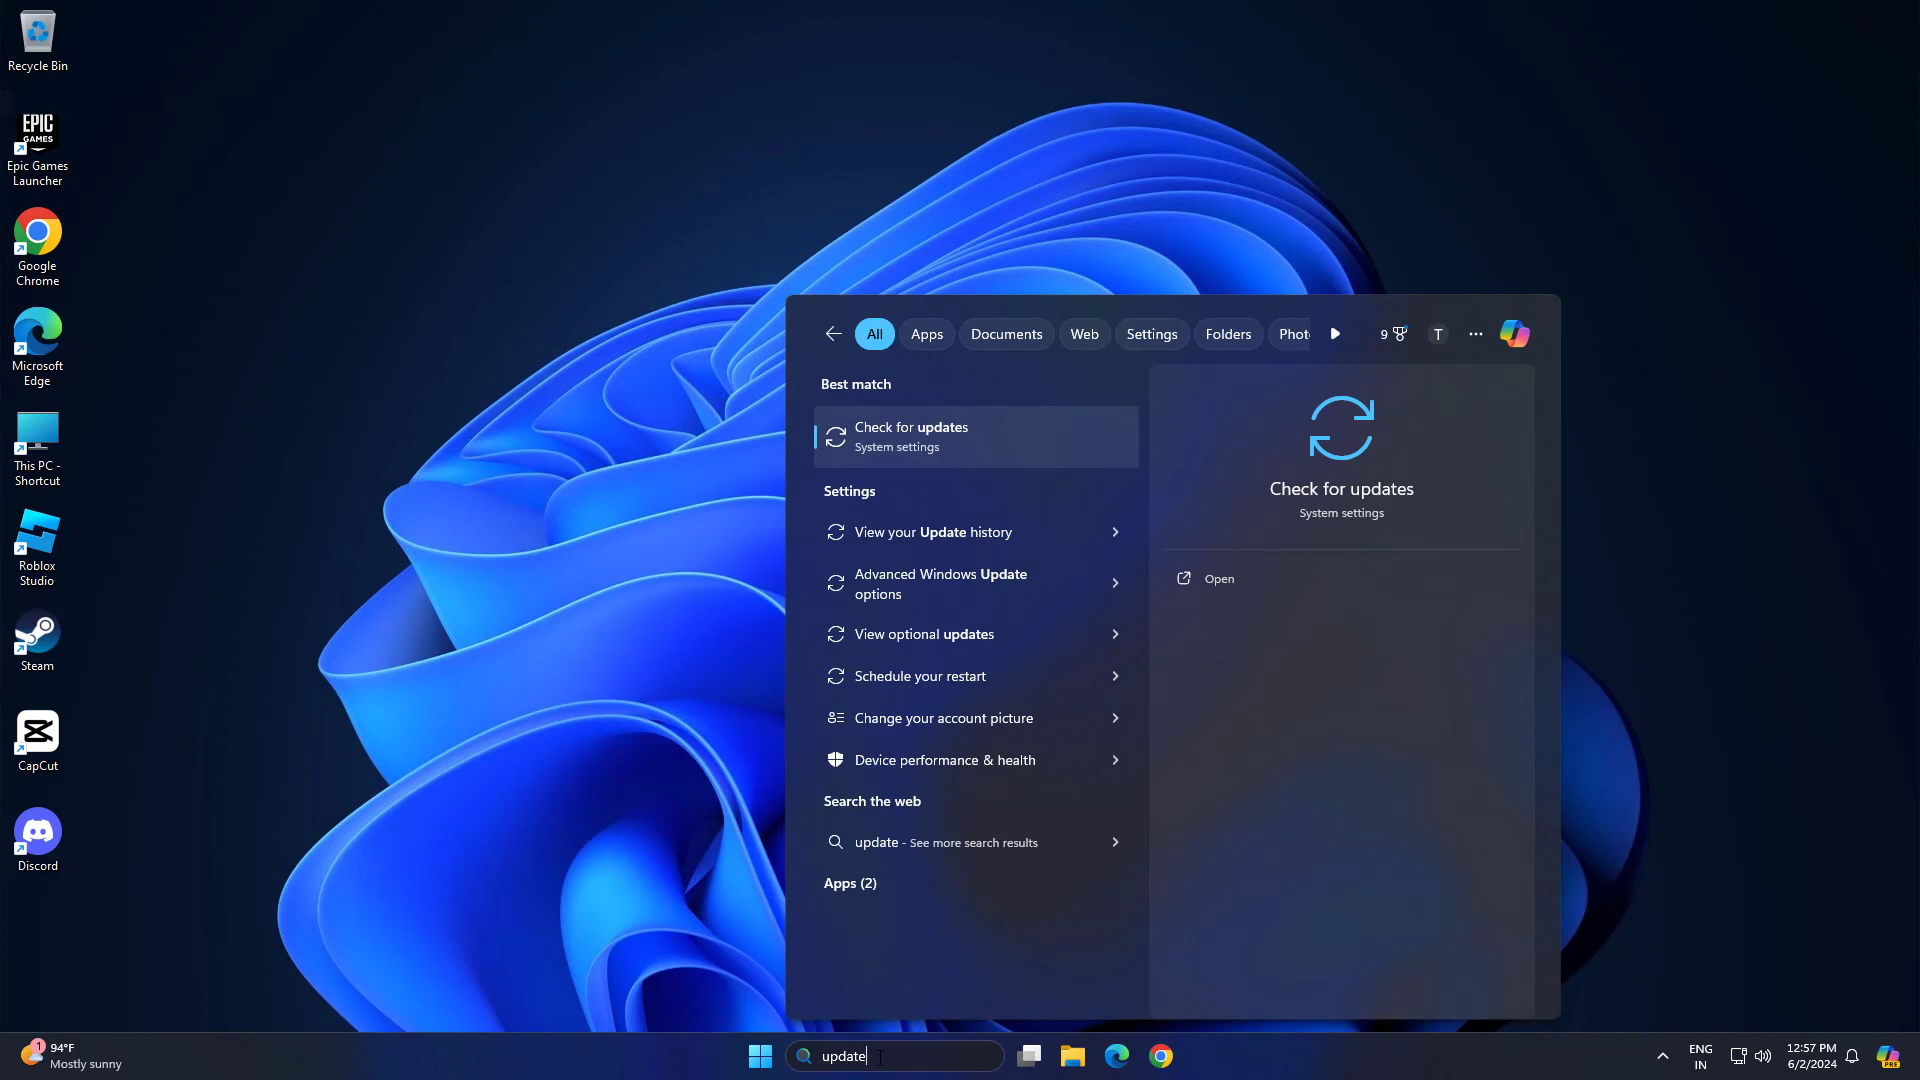 Recycle Bin
EPIC
GAMES
Epic Games
Launcher
Google
Chrome
Microsoft
Edge
This PC -
Shortcut
Roblox
Studio
Steam
CapCut
Discord
All Apps Documents Web Settings Folders Phot 9 T
Best match
Check for updates
System settings
Settings
View your Update history
Advanced Windows Update
options
View optional updates
Schedule your restart
Change your account picture
Device performance & health
Search the web
update - See more search results
Apps (2)
Check for updates
System settings
Open
1
94°F
Mostly sunny
update
ENG
IN
12:57 PM
6/2/2024
PRE